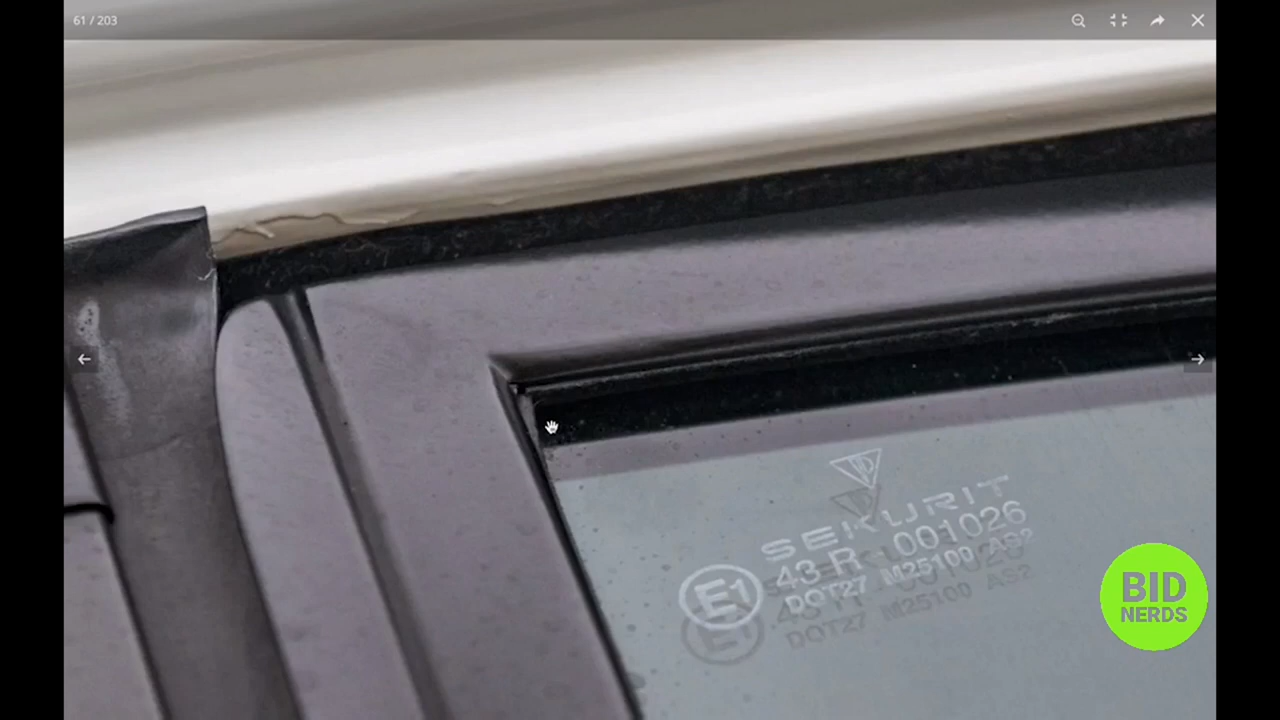 61 / 203
SEKURIT
E1
43 R - 001026
DOT27 M25100 AS2
BID
NERDS